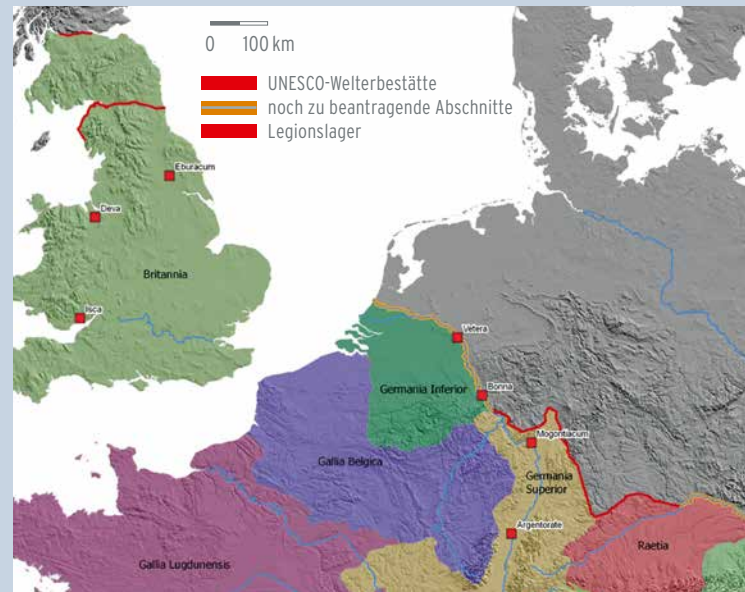 0 100 km
UNESCO-Welterbestätte
noch zu beantragende Abschnitte
Legionslager
Eburacum
Deva
Britannia
Isca
Vetera
Germania Inferior
Bonna
Mogontiacum
Gallia Belgica
Germania
Superior
Argentorate
Raetia
Gallia Lugdunensis